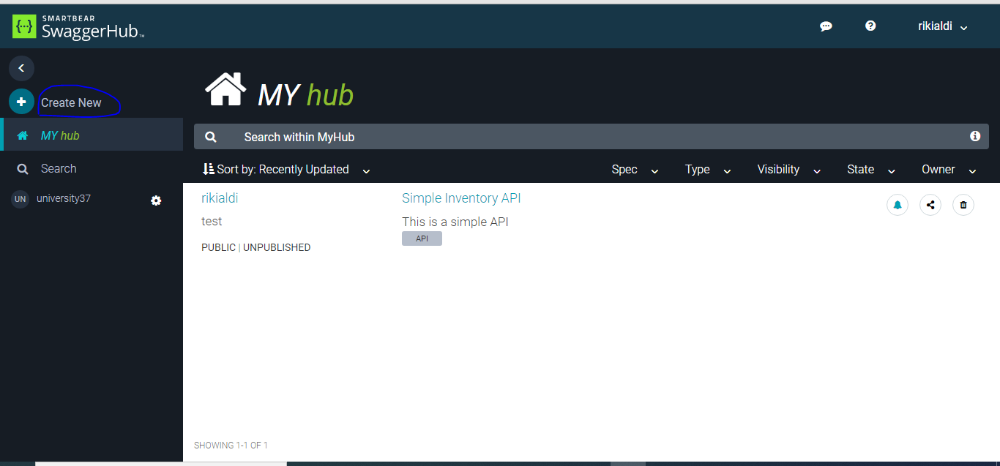 SMARTBEAR
SwaggerHub™
rikialdi
Create New
MY hub
Search
UN university37
MY hub
Search within MyHub
Sort by: Recently Updated Spec Type Visibility State Owner
rikialdi Simple Inventory API
test This is a simple API
API
PUBLIC | UNPUBLISHED
SHOWING 1-1 OF 1